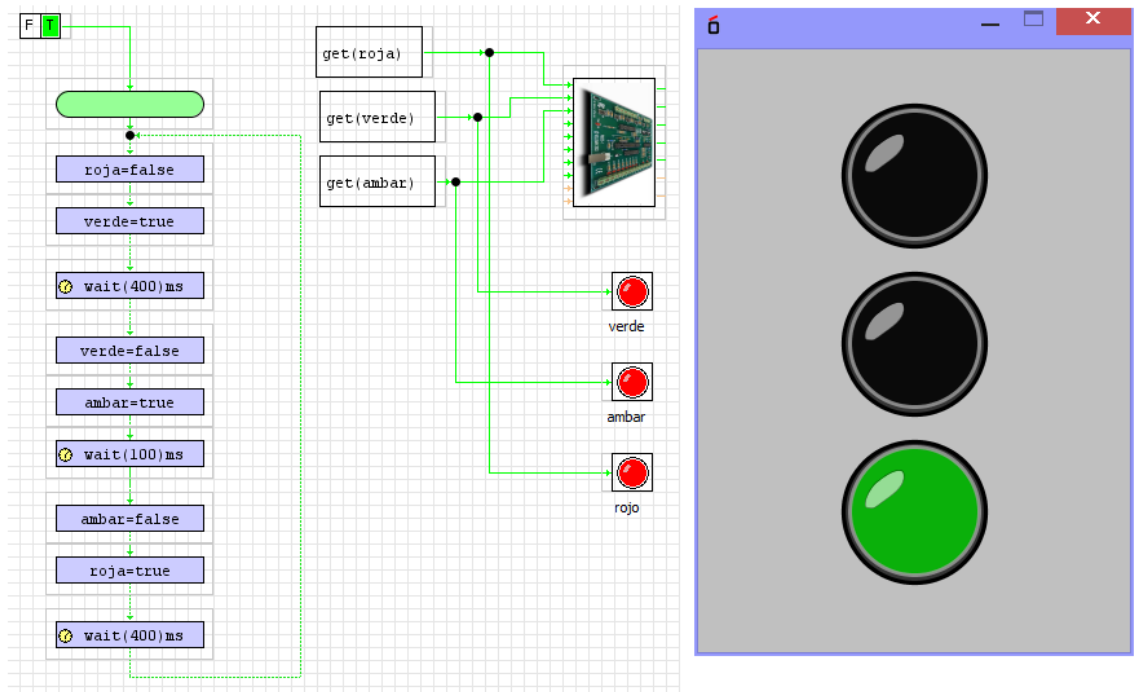 F T
roja=false
verde=true
wait(400)ms
verde=false
ambar=true
wait(100)ms
ambar=false
roja=true
wait(400)ms
get(roja)
get(verde)
get(ambar)
verde
ambar
rojo